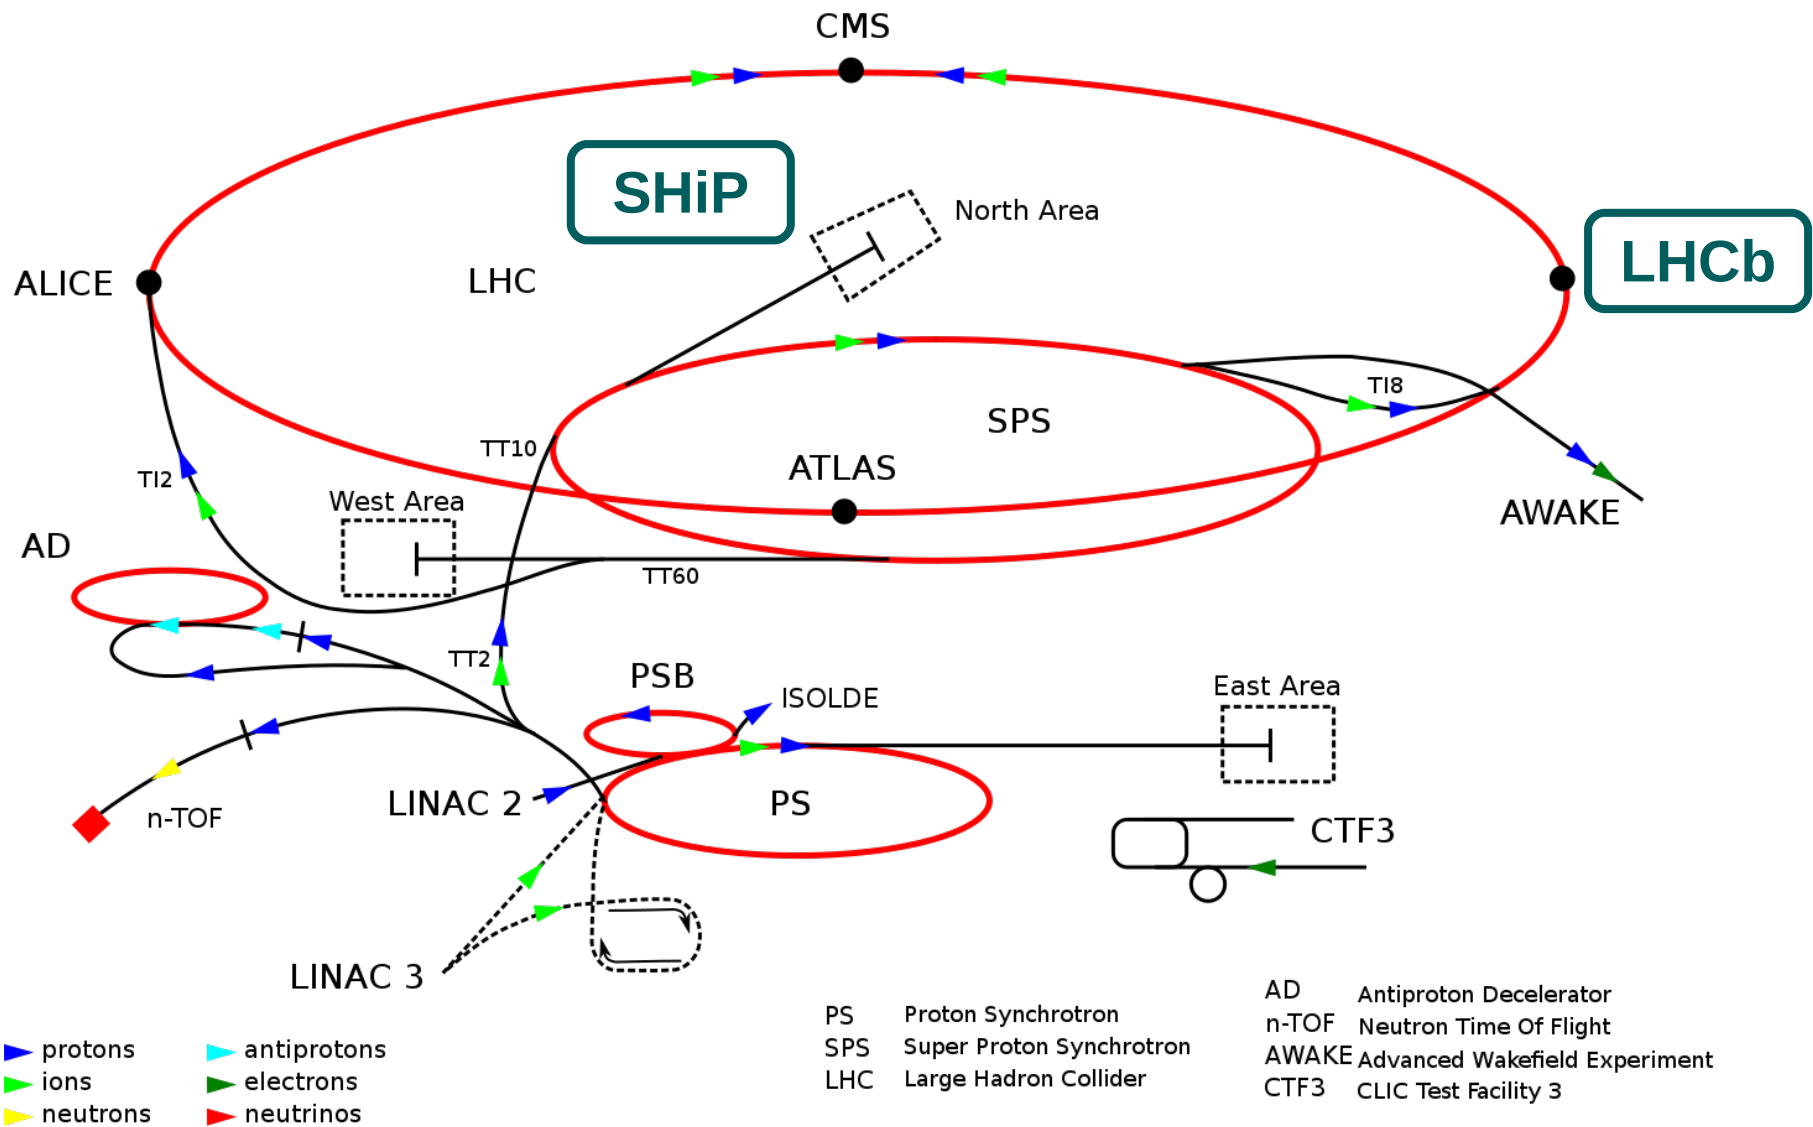 CMS
SHiP
North Area
LHCb
ALICE
LHC
TI8
SPS
TT10
ATLAS
TI2
West Area
AWAKE
AD
TT60
TT2
PSB
ISOLDE
East Area
LINAC 2
PS
n-TOF
CTF3
LINAC 3
protons
ions
neutrons
antiprotons
electrons
neutrinos
PS Proton Synchrotron
SPS Super Proton Synchrotron
LHC Large Hadron Collider
AD Antiproton Decelerator
n-TOF Neutron Time Of Flight
AWAKE Advanced Wakefield Experiment
CTF3 CLIC Test Facility 3